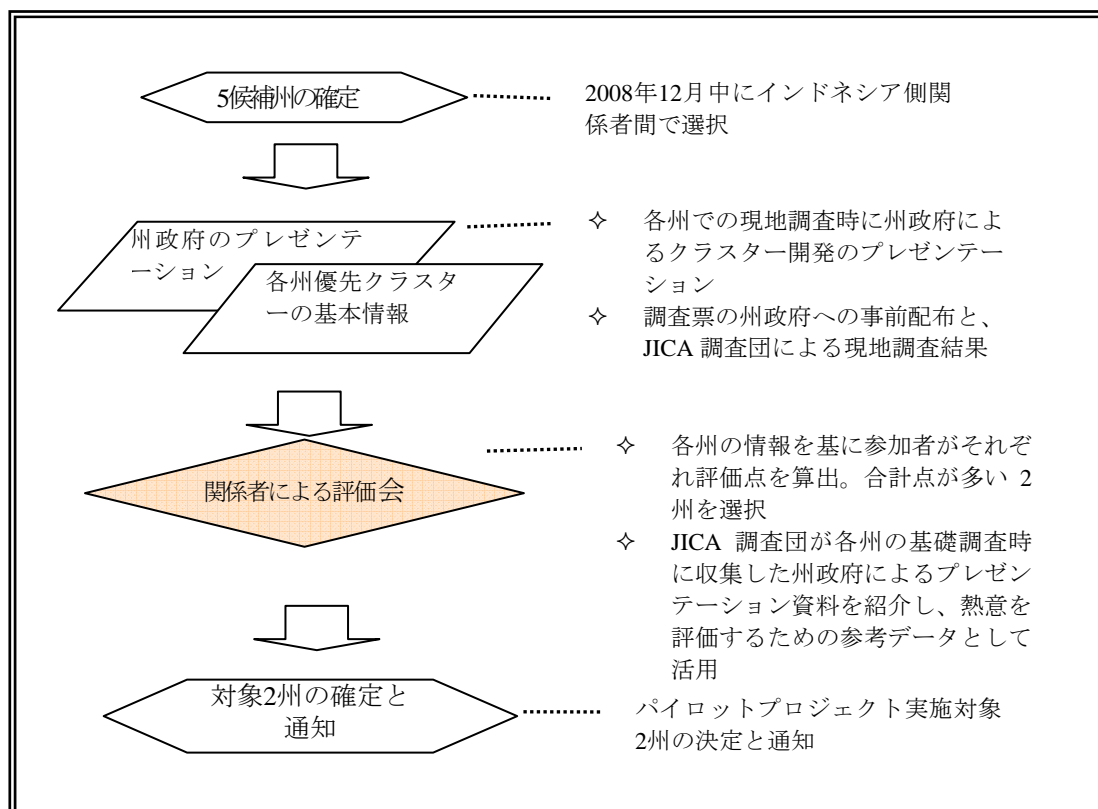 5候補州の確定
2008年12月中にインドネシア側関
係者間で選択
州政府のプレゼンテ
ーション
各州優先クラスタ
ーの基本情報
✧ 各州での現地調査時に州政府によ
るクラスター開発のプレゼンテー
ション
✧ 調査票の州政府への事前配布と、
JICA 調査団による現地調査結果
関係者による評価会
✧ 各州の情報を基に参加者がそれぞ
れ評価点を算出。合計点が多い 2
州を選択
✧ JICA 調査団が各州の基礎調査時
に収集した州政府によるプレゼン
テーション資料を紹介し、熱意を
評価するための参考データとして
活用
対象2州の確定と
通知
パイロットプロジェクト実施対象
2州の決定と通知